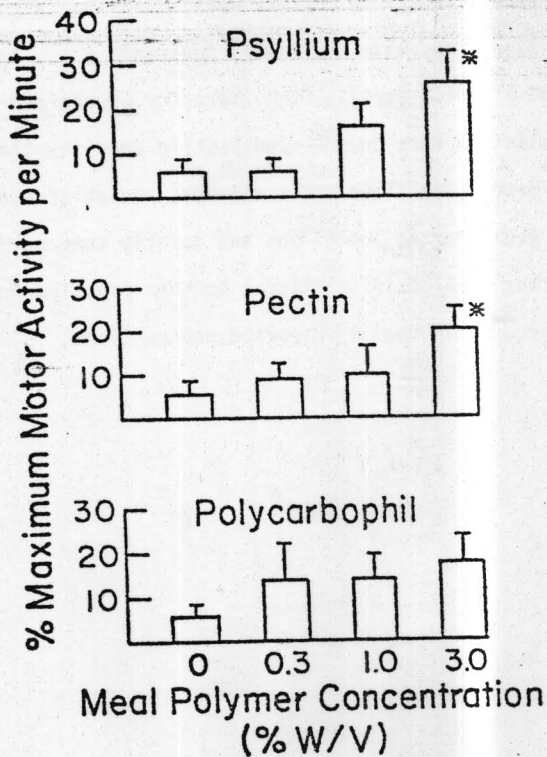 % Maximum Motor Activity per Minute
Psyllium
40
30
20
10
*
Pectin
30
20
10
*
Polycarbophil
30
20
10
0 0.3 1.0 3.0
Meal Polymer Concentration
(% W/V)